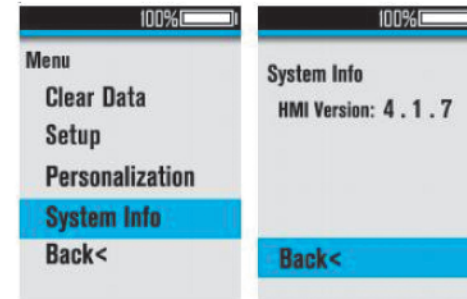 100%
Menu
Clear Data
Setup
Personalization
System Info
Back<
100%
System Info
HMI Version: 4 . 1 . 7
Back<